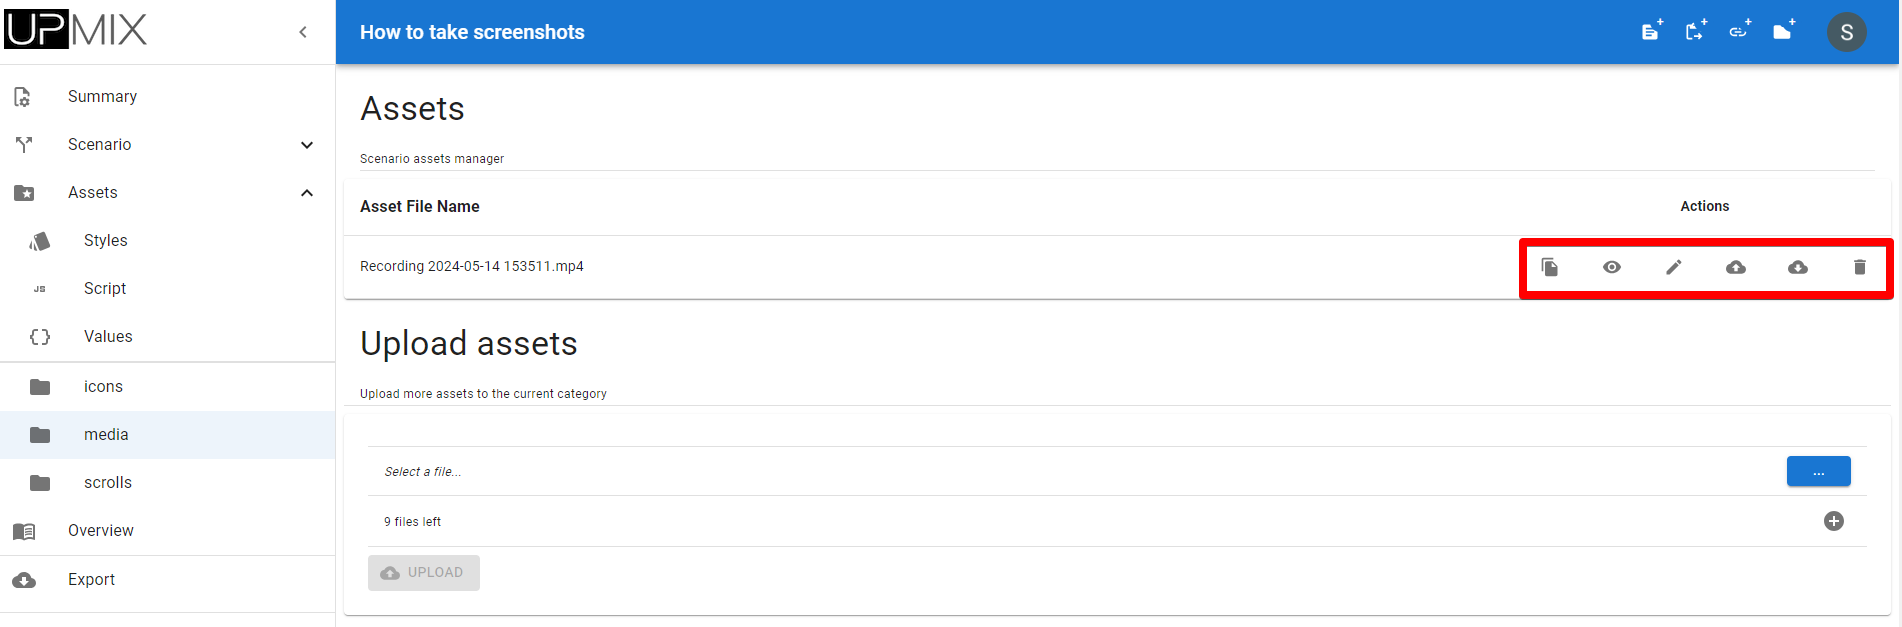 UPMIX
How to take screenshots
S
Summary
Scenario
Assets
Styles
JS
Script
Values
icons
media
scrolls
Overview
Export
Assets
Scenario assets manager
Asset File Name
Actions
Recording 2024-05-14 153511.mp4
Upload assets
Upload more assets to the current category
Select a file...
...
9 files left
UPLOAD